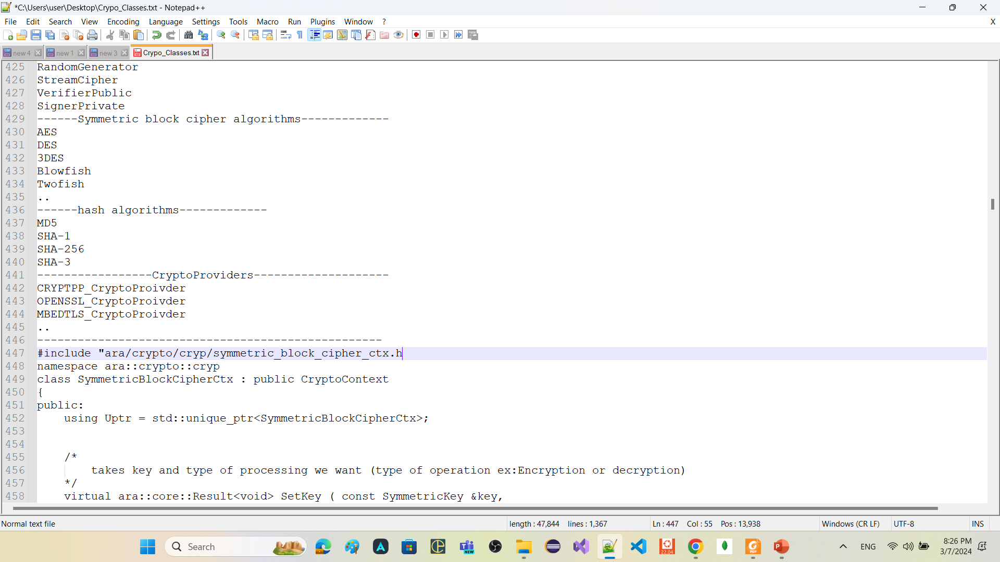 *C:\Users\user\Desktop\Crypo_Classes.txt - Notepad++
File Edit Search View Encoding Language Settings Tools Macro Run Plugins Window ? X
new 4 new 1 new 3 Crypo_Classes.txt
425 RandomGenerator
426 StreamCipher
427 VerifierPublic
428 SignerPrivate
429 ------Symmetric block cipher algorithms-------------
430 AES
431 DES
432 3DES
433 Blowfish
434 Twofish
435 ..
436 ------hash algorithms-------------
437 MD5
438 SHA-1
439 SHA-256
440 SHA-3
441 -----------------CryptoProviders--------------------
442 CRYPTPP_CryptoProivder
443 OPENSSL_CryptoProivder
444 MBEDTLS_CryptoProivder
445 ..
446 ---------------------------------------------------
447 #include "ara/crypto/cryp/symmetric_block_cipher_ctx.h
448 namespace ara::crypto::cryp
449 class SymmetricBlockCipherCtx : public CryptoContext
450 {
451 public:
452 using Uptr = std::unique_ptr<SymmetricBlockCipherCtx>;
453
454
455 /*
456 takes key and type of processing we want (type of operation ex:Encryption or decryption)
457 */
458 virtual ara::core::Result<void> SetKey ( const SymmetricKey &key,
Normal text file length : 47,844 lines : 1,367 Ln : 447 Col : 55 Pos : 13,938 Windows (CR LF) UTF-8 INS
Search NEW 22.04 PDF P ENG 8:26 PM
3/7/2024